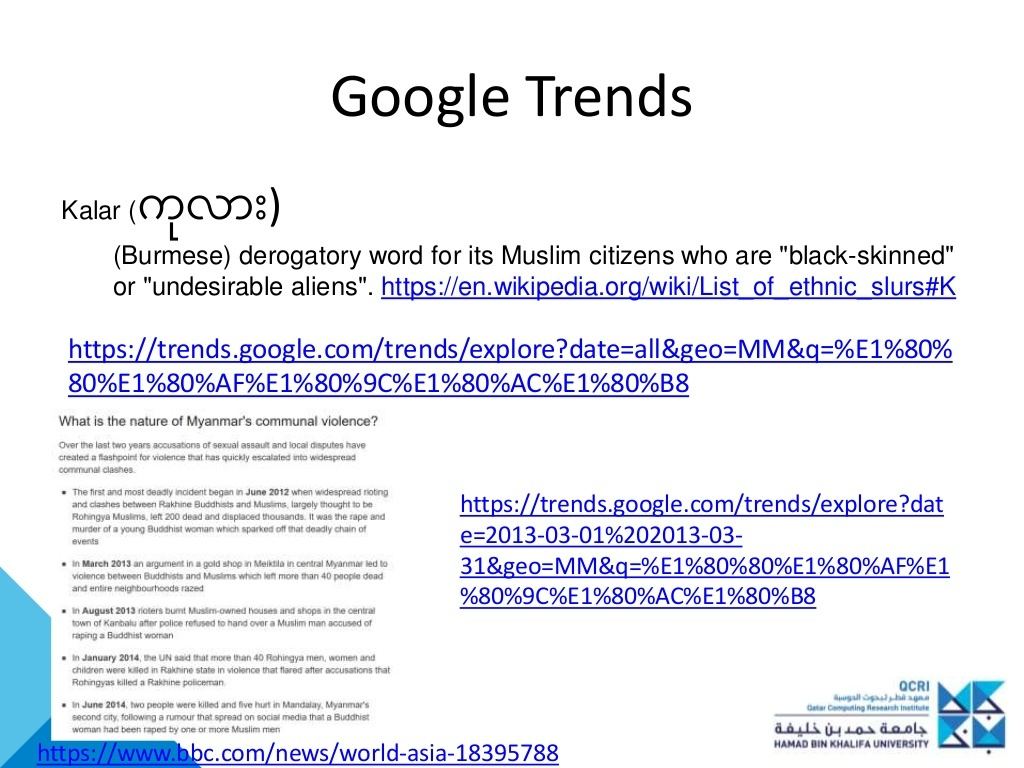 Google Trends
Kalar (ကုလား)
(Burmese) derogatory word for its Muslim citizens who are "black-skinned"
or "undesirable aliens". https://en.wikipedia.org/wiki/List_of_ethnic_slurs#K
https://trends.google.com/trends/explore?date=all&geo=MM&q=%E1%80%
80%E1%80%AF%E1%80%9C%E1%80%AC%E1%80%B8
What is the nature of Myanmar's communal violence?
Over the last two years accusations of sexual assault and local disputes have
created a flashpoint for violence that has quickly escalated into widespread
communal clashes.
▪ The first and most deadly incident began in June 2012 when widespread rioting
and clashes between Rakhine Buddhists and Muslims, largely thought to be
Rohingya Muslims, left 200 dead and displaced thousands. It was the rape and
murder of a young Buddhist woman which sparked off that deadly chain of
events
▪ In March 2013 an argument in a gold shop in Meiktila in central Myanmar led to
violence between Buddhists and Muslims which left more than 40 people dead
and entire neighbourhoods razed
▪ In August 2013 rioters burnt Muslim-owned houses and shops in the central
town of Kanbalu after police refused to hand over a Muslim man accused of
raping a Buddhist woman
▪ In January 2014, the UN said that more than 40 Rohingya men, women and
children were killed in Rakhine state in violence that flared after accusations that
Rohingyas killed a Rakhine policeman.
▪ In June 2014, two people were killed and five hurt in Mandalay, Myanmar's
second city, following a rumour that spread on social media that a Buddhist
woman had been raped by one or more Muslim men
https://trends.google.com/trends/explore?dat
e=2013-03-01%202013-03-
31&geo=MM&q=%E1%80%80%E1%80%AF%E1
%80%9C%E1%80%AC%E1%80%B8
https://www.bbc.com/news/world-asia-18395788
QCRI
معهد قطر لبحوث الحوسبة
Qatar Computing Research Institute
جامعة حمد بن خليفة
HAMAD BIN KHALIFA UNIVERSITY